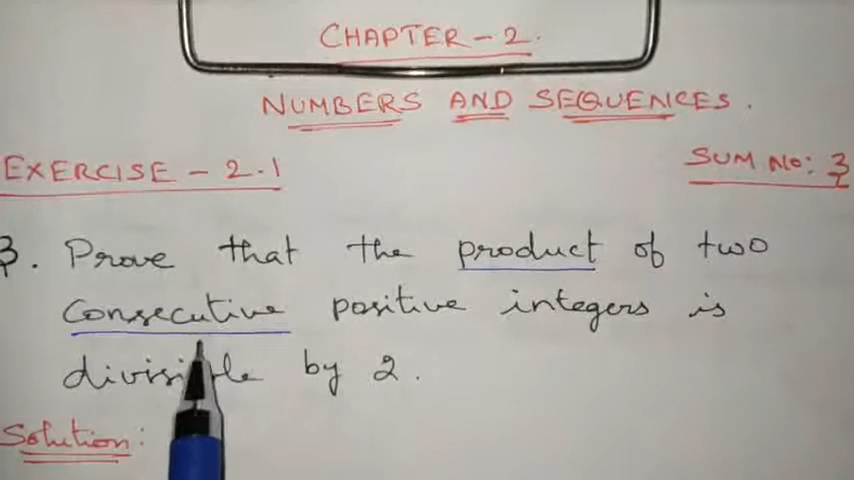 CHAPTER - 2.
NUMBERS AND SEQUENCES.
EXERCISE - 2.1
SUM NO: 3
3. Prove that the product of two
consecutive positive integers is
divisible by 2.
Solution: